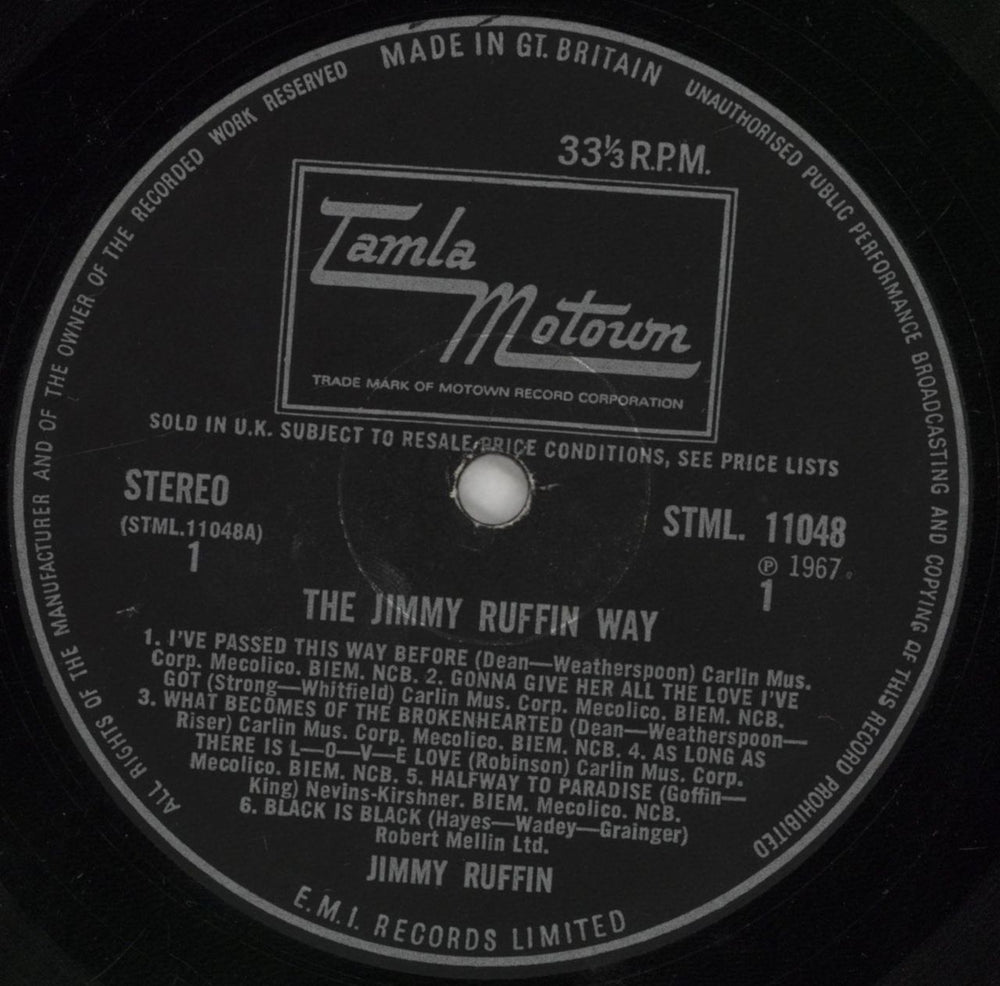 MADE IN GT. BRITAIN
UNAUTHORISED PUBLIC PERFORMANCE BROADCASTING AND COPYING OF THIS RECORD PROHIBITED
ALL RIGHTS OF THE MANUFACTURER AND OF THE OWNER OF THE RECORDED WORK RESERVED
33⅓ R.P.M.
Tamla
Motown
TRADE MARK OF MOTOWN RECORD CORPORATION
SOLD IN U.K. SUBJECT TO RESALE PRICE CONDITIONS, SEE PRICE LISTS
STEREO
(STML.11048A)
1
STML. 11048
℗ 1967
1
THE JIMMY RUFFIN WAY
1. I'VE PASSED THIS WAY BEFORE (Dean—Weatherspoon) Carlin Mus.
Corp. Mecolico. BIEM. NCB. 2. GONNA GIVE HER ALL THE LOVE I'VE
GOT (Strong—Whitfield) Carlin Mus. Corp. Mecolico. BIEM. NCB.
3. WHAT BECOMES OF THE BROKENHEARTED (Dean—Weatherspoon—
Riser) Carlin Mus. Corp. Mecolico. BIEM. NCB. 4. AS LONG AS
THERE IS L—O—V—E LOVE (Robinson) Carlin Mus. Corp.
Mecolico. BIEM. NCB. 5. HALFWAY TO PARADISE (Goffin—
King) Nevins-Kirshner. BIEM. Mecolico. NCB.
6. BLACK IS BLACK (Hayes—Wadey—Grainger)
Robert Mellin Ltd.
JIMMY RUFFIN
E.M.I. RECORDS LIMITED